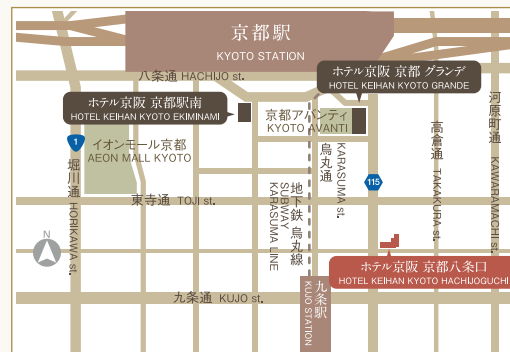 京都駅
KYOTO STATION
八条通 HACHIJO st.
ホテル京阪 京都 グランデ
HOTEL KEIHAN KYOTO GRANDE
ホテル京阪 京都駅南
HOTEL KEIHAN KYOTO EKIMINAMI
京都アバンティ
KYOTO AVANTI
河原町通 KAWARAMACHI st.
高倉通 TAKAKURA st.
1
イオンモール京都
AEON MALL KYOTO
烏丸通 KARASUMA st.
115
堀川通 HORIKAWA st.
東寺通 TOJI st.
地下鉄 烏丸線
SUBWAY
KARASUMA LINE
N
ホテル京阪 京都八条口
HOTEL KEIHAN KYOTO HACHIJOGUCHI
九条通 KUJO st.
九条駅
KUJO STATION